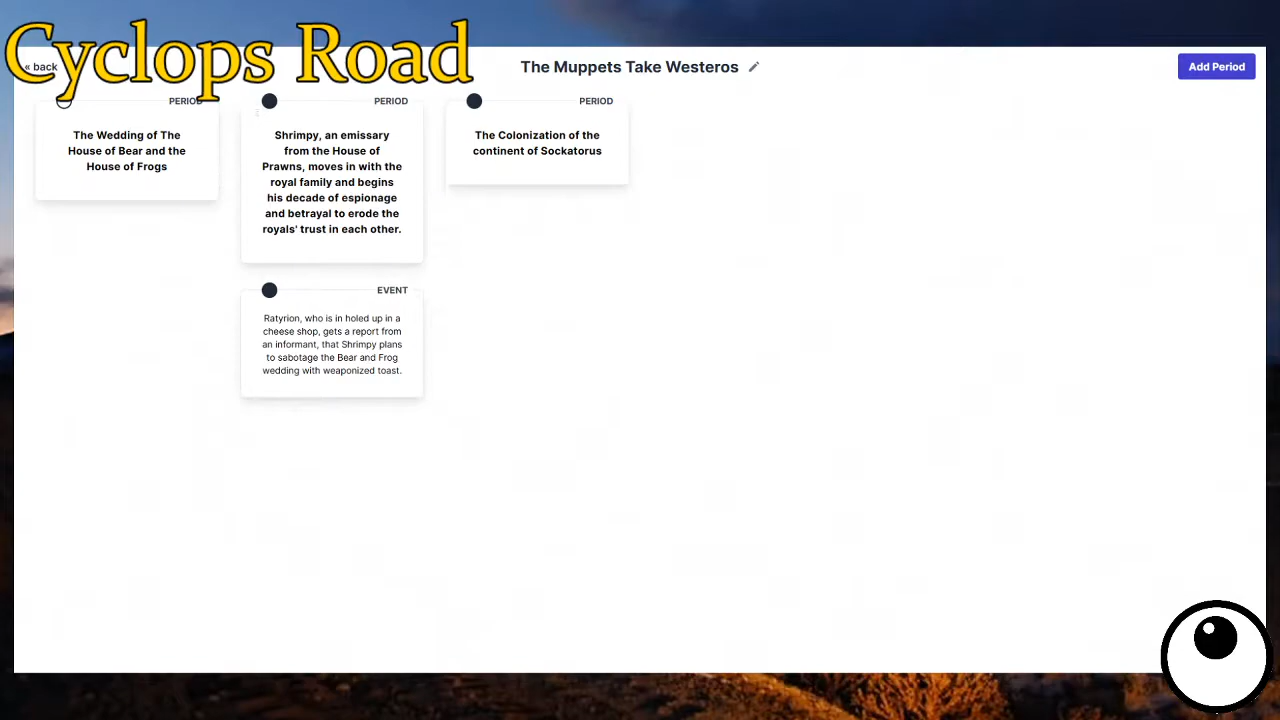 Cyclops Road
« back
The Muppets Take Westeros
Add Period
PERIOD
The Wedding of The
House of Bear and the
House of Frogs
PERIOD
Shrimpy, an emissary
from the House of
Prawns, moves in with the
royal family and begins
his decade of espionage
and betrayal to erode the
royals' trust in each other.
EVENT
Ratyrion, who is in holed up in a
cheese shop, gets a report from
an informant, that Shrimpy plans
to sabotage the Bear and Frog
wedding with weaponized toast.
PERIOD
The Colonization of the
continent of Sockatorus